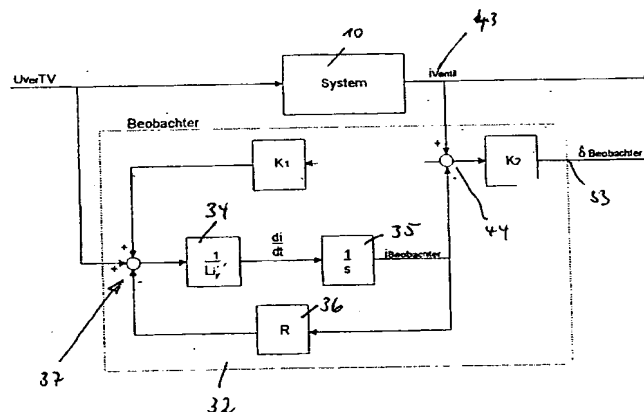 10
43
UverTV
System
iVentil
Beobachter
K1
K2
δ̂ Beobachter
53
44
34
1
di
dt
35
1
s
iBeobachter
+
+
+
-
-
R
36
37
32